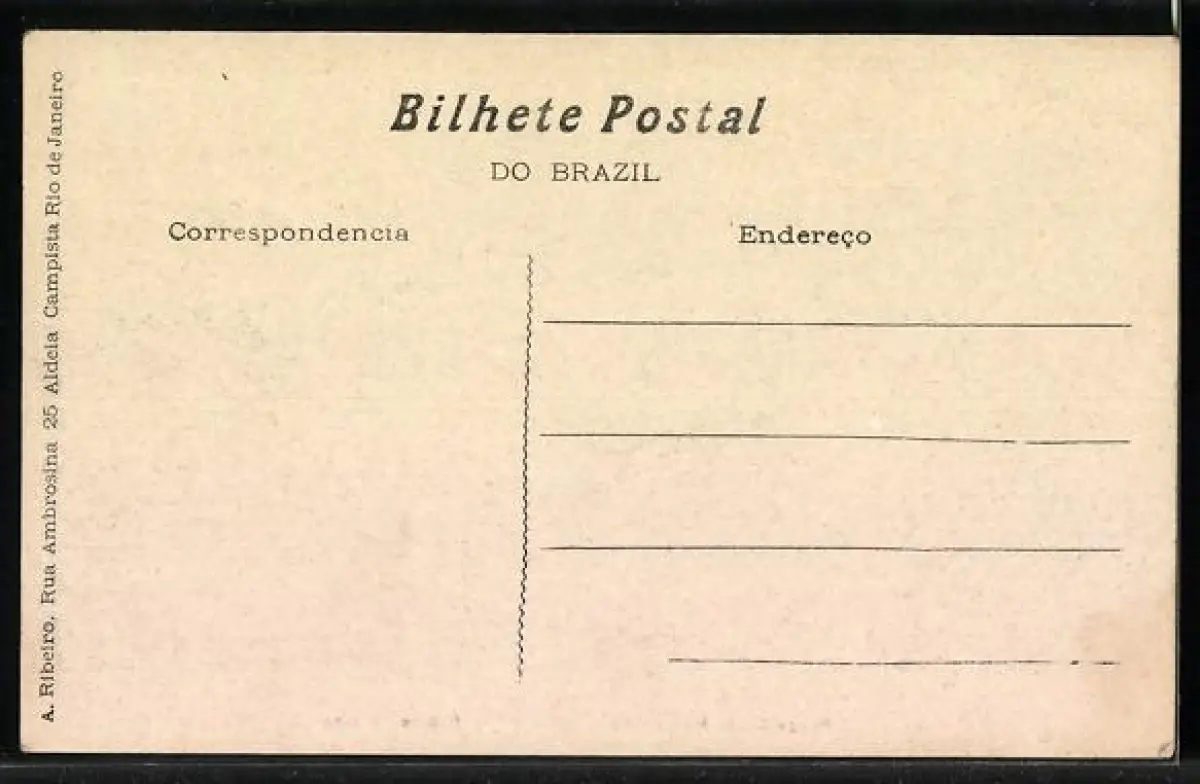 Bilhete Postal
DO BRAZIL
Correspondencia
Endereço
A. Ribeiro. Rua Ambrosina 25 Aldeia Campista Rio de Janeiro